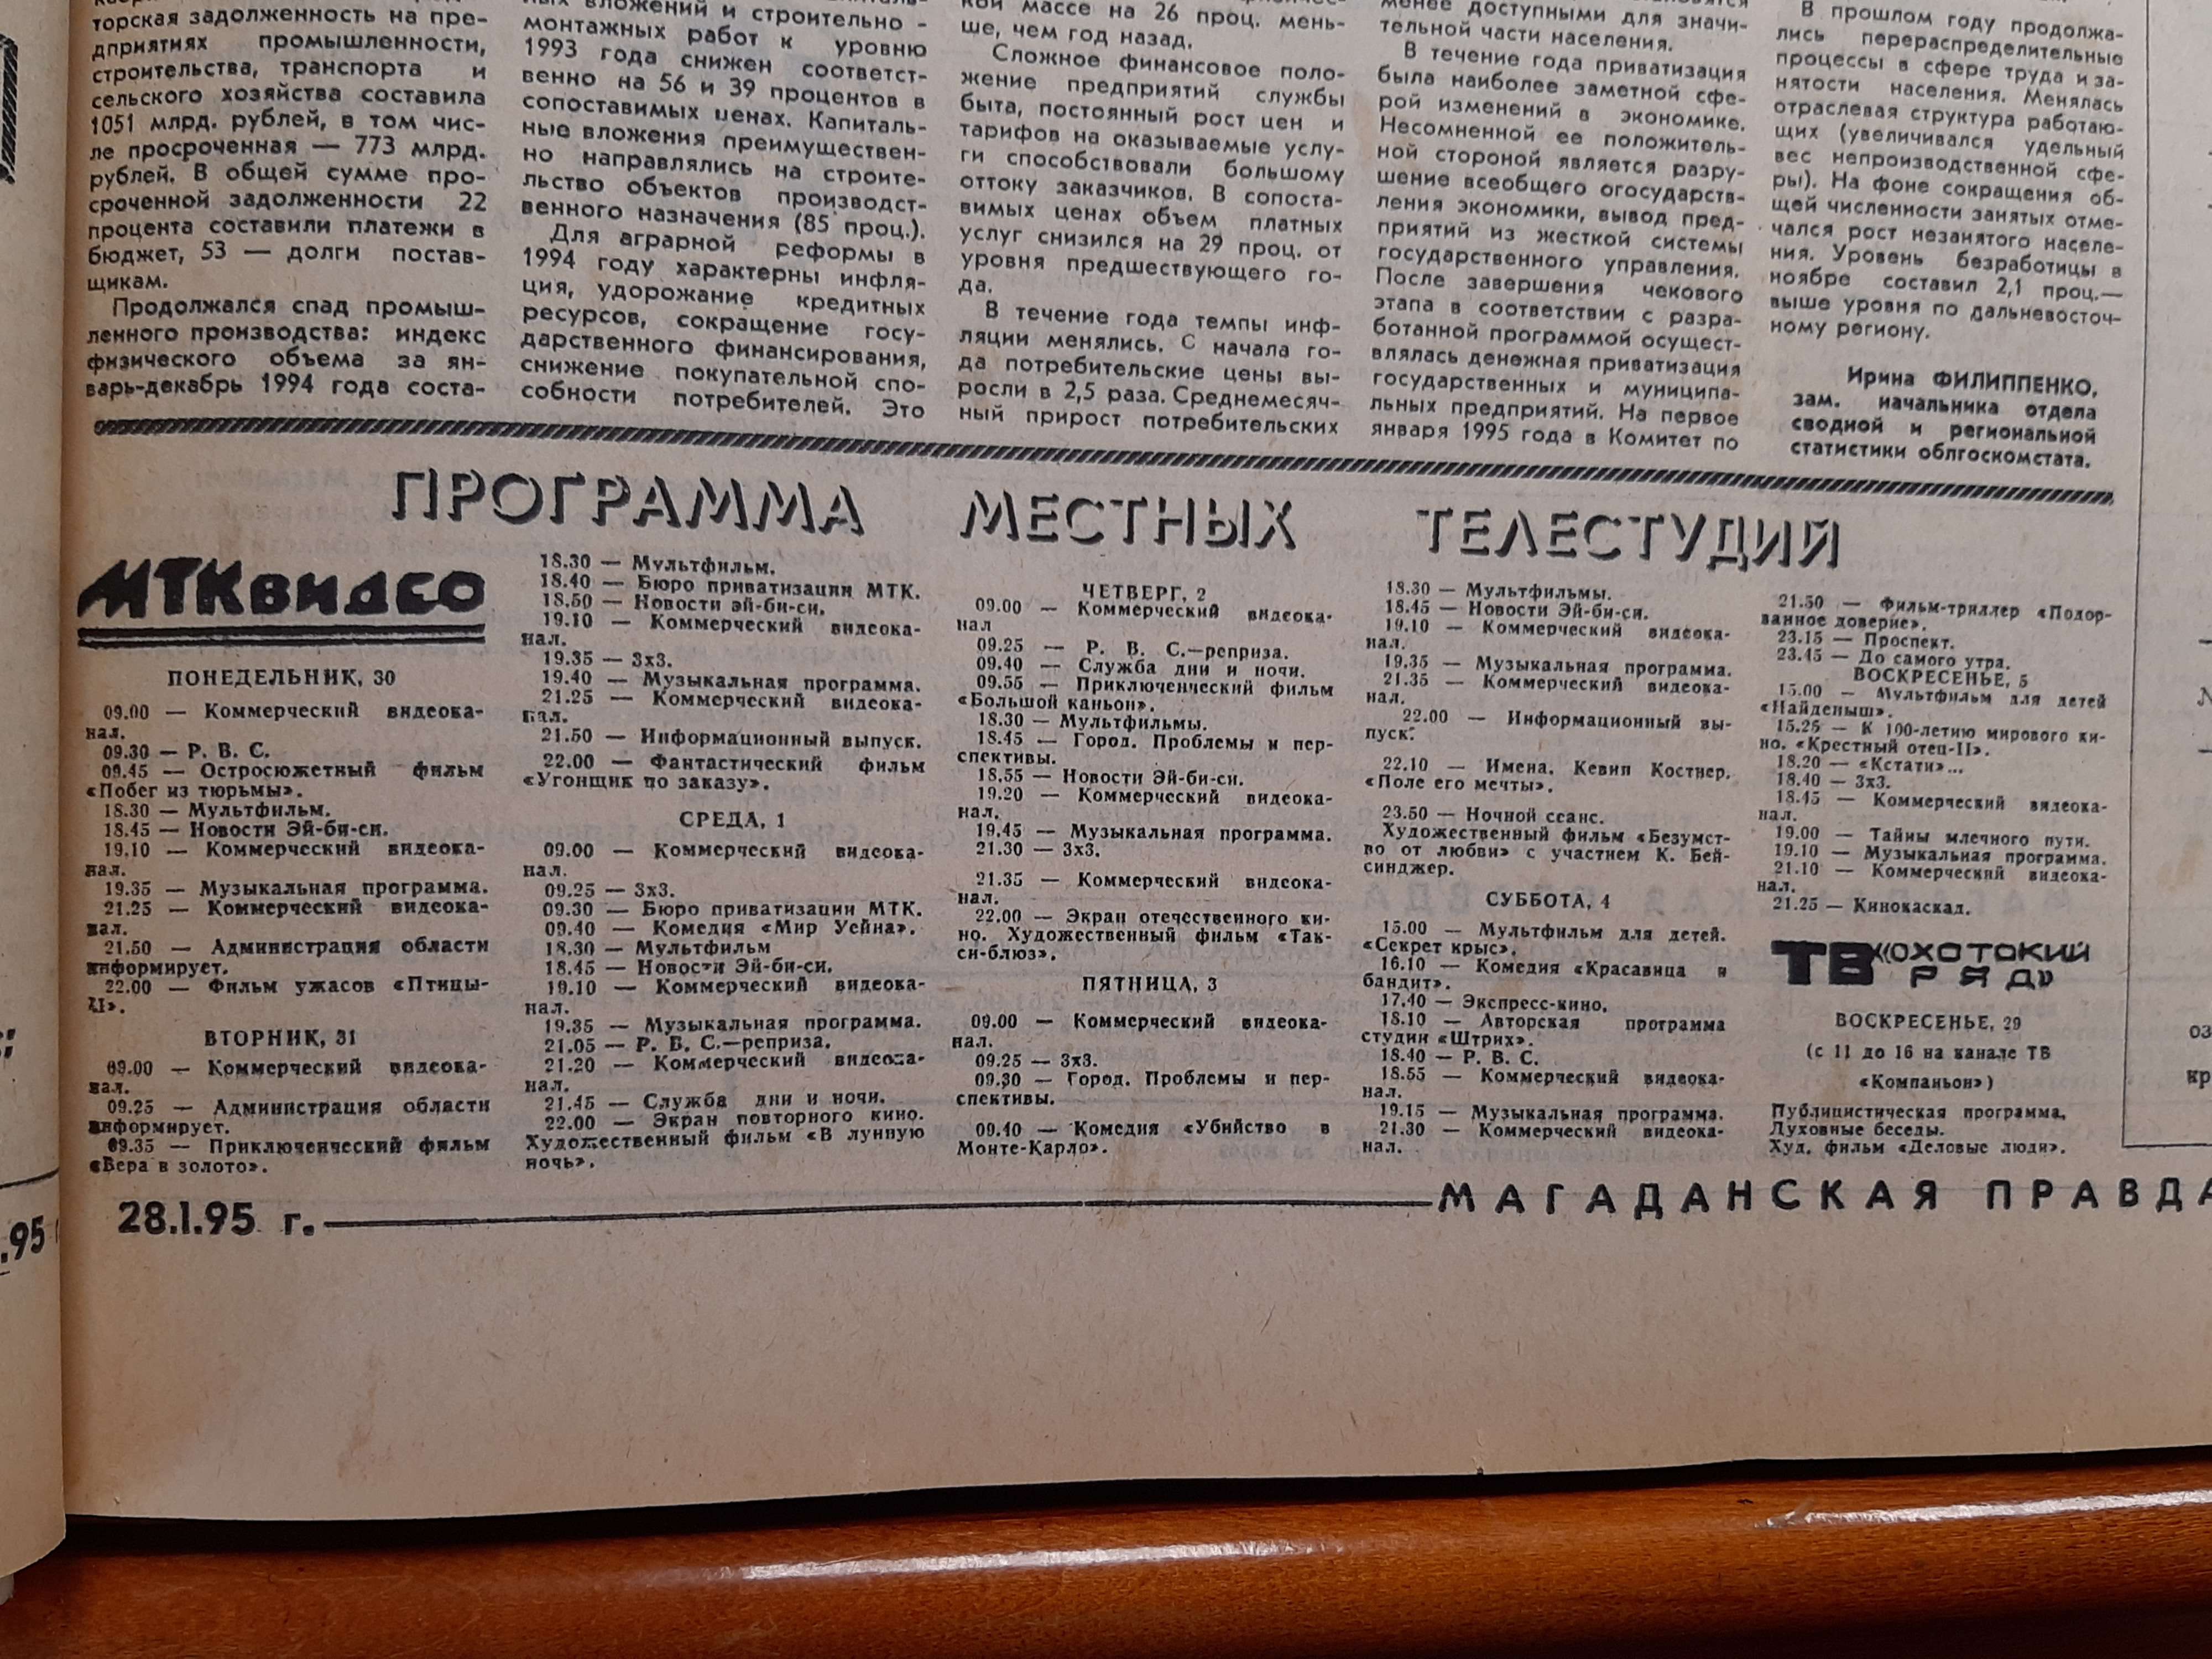 торская задолженность на пре-
дприятиях промышленности,
строительства, транспорта и
сельского хозяйства составила
1051 млрд. рублей, в том чис-
ле просроченная — 773 млрд.
рублей. В общей сумме про-
сроченной задолженности 22
процента составили платежи в
бюджет, 53 — долги постав-
щикам.
Продолжался спад промыш-
ленного производства: индекс
физического объема за ян-
варь-декабрь 1994 года соста-
ных вложений и строительно -
монтажных работ к уровню
1993 года снижен соответст-
венно на 56 и 39 процентов в
сопоставимых ценах. Капиталь-
ные вложения преимуществен-
но направлялись на строите-
льство объектов производст-
венного назначения (85 проц.).
Для аграрной реформы в
1994 году характерны инфля-
ция, удорожание кредитных
ресурсов, сокращение госу-
дарственного финансирования,
снижение покупательной спо-
собности потребителей. Это
кой массе на 26 проц. мень-
ше, чем год назад.
Сложное финансовое поло-
жение предприятий службы
быта, постоянный рост цен и
тарифов на оказываемые услу-
ги способствовали большому
оттоку заказчиков. В сопоста-
вимых ценах объем платных
услуг снизился на 29 проц. от
уровня предшествующего го-
да.
В течение года темпы инф-
ляции менялись. С начала го-
да потребительские цены вы-
росли в 2,5 раза. Среднемесяч-
ный прирост потребительских
менее доступными для значи-
тельной части населения.
В течение года приватизация
была наиболее заметной сфе-
рой изменений в экономике.
Несомненной ее положитель-
ной стороной является разру-
шение всеобщего огосударств-
ления экономики, вывод пред-
приятий из жесткой системы
государственного управления.
После завершения чекового
этапа в соответствии с разра-
ботанной программой осущест-
влялась денежная приватизация
государственных и муниципа-
льных предприятий. На первое
января 1995 года в Комитет по
В прошлом году продолжа-
лись перераспределительные
процессы в сфере труда и за-
нятости населения. Менялась
отраслевая структура работаю-
щих (увеличивался удельный
вес непроизводственной сфе-
ры). На фоне сокращения об-
щей численности занятых отме-
чался рост незанятого населе-
ния. Уровень безработицы в
ноябре составил 2,1 проц.—
выше уровня по дальневосточ-
ному региону.
Ирина ФИЛИППЕНКО,
зам. начальника отдела
сводной и региональной
статистики облгоскомстата.
ПРОГРАММА МЕСТНЫХ ТЕЛЕСТУДИЙ
МТКвидео
ПОНЕДЕЛЬНИК, 30
09.00 — Коммерческий видеока-
нал.
09.30 — Р. В. С.
09.45 — Остросюжетный фильм
«Побег из тюрьмы».
18.30 — Мультфильм.
18.45 — Новости Эй-би-си.
19.10 — Коммерческий видеока-
нал.
19.35 — Музыкальная программа.
21.25 — Коммерческий видеока-
нал.
21.50 — Администрация области
информирует.
22.00 — Фильм ужасов «Птицы-
II».
ВТОРНИК, 31
09.00 — Коммерческий видеока-
нал.
09.25 — Администрация области
информирует.
09.35 — Приключенческий фильм
«Вера в золото».
18.30 — Мультфильм.
18.40 — Бюро приватизации МТК.
18.50 — Новости эй-би-си.
19.10 — Коммерческий видеока-
нал.
19.35 — 3х3.
19.40 — Музыкальная программа.
21.25 — Коммерческий видеока-
нал.
21.50 — Информационный выпуск.
22.00 — Фантастический фильм
«Угонщик по заказу».
СРЕДА, 1
09.00 — Коммерческий видеока-
нал.
09.25 — 3х3.
09.30 — Бюро приватизации МТК.
09.40 — Комедия «Мир Уейна».
18.30 — Мультфильм
18.45 — Новости Эй-би-си.
19.10 — Коммерческий видеока-
нал.
19.35 — Музыкальная программа.
21.05 — Р. В. С.—реприза.
21.20 — Коммерческий видеока-
нал.
21.45 — Служба дни и ночи.
22.00 — Экран повторного кино.
Художественный фильм «В лунную
ночь».
ЧЕТВЕРГ, 2
09.00 — Коммерческий видеока-
нал
09.25 — Р. В. С.—реприза.
09.40 — Служба дни и ночи.
09.55 — Приключенческий фильм
«Большой каньон».
18.30 — Мультфильмы.
18.45 — Город. Проблемы и пер-
спективы.
18.55 — Новости Эй-би-си.
19.20 — Коммерческий видеока-
нал.
19.45 — Музыкальная программа.
21.30 — 3х3.
21.35 — Коммерческий видеока-
нал.
22.00 — Экран отечественного ки-
но. Художественный фильм «Так-
си-блюз».
ПЯТНИЦА, 3
09.00 — Коммерческий видеока-
нал.
09.25 — 3х3.
09.30 — Город. Проблемы и пер-
спективы.
09.40 — Комедия «Убийство в
Монте-Карло».
18.30 — Мультфильмы.
18.45 — Новости Эй-би-си.
19.10 — Коммерческий видеока-
нал.
19.35 — Музыкальная программа.
21.35 — Коммерческий видеока-
нал.
22.00 — Информационный вы-
пуск.
22.10 — Имена. Кевин Костнер.
«Поле его мечты».
23.50 — Ночной сеанс.
Художественный фильм «Безумст-
во от любви» с участием К. Бей-
синджер.
СУББОТА, 4
15.00 — Мультфильм для детей.
«Секрет крыс».
16.10 — Комедия «Красавица и
бандит».
17.40 — Экспресс-кино.
18.10 — Авторская программа
студии «Штрих».
18.40 — Р. В. С.
18.55 — Коммерческий видеока-
нал.
19.15 — Музыкальная программа.
21.30 — Коммерческий видеока-
нал.
21.50 — Фильм-триллер «Подор-
ванное доверие».
23.15 — Проспект.
23.45 — До самого утра.
ВОСКРЕСЕНЬЕ, 5
15.00 — Мультфильм для детей
«Найденыш».
15.25 — К 100-летию мирового ки-
но. «Крестный отец-II».
18.20 — «Кстати»...
18.40 — 3х3.
18.45 — Коммерческий видеока-
нал.
19.00 — Тайны млечного пути.
19.10 — Музыкальная программа.
21.10 — Коммерческий видеока-
нал.
21.25 — Кинокаскад.
ТВ «ОХОТСКИЙ
РЯД»
ВОСКРЕСЕНЬЕ, 29
(с 11 до 16 на канале ТВ
«Компаньон»)
Публицистическая программа.
Духовные беседы.
Худ. фильм «Деловые люди».
28.I.95 г. МАГАДАНСКАЯ ПРАВДА
.95